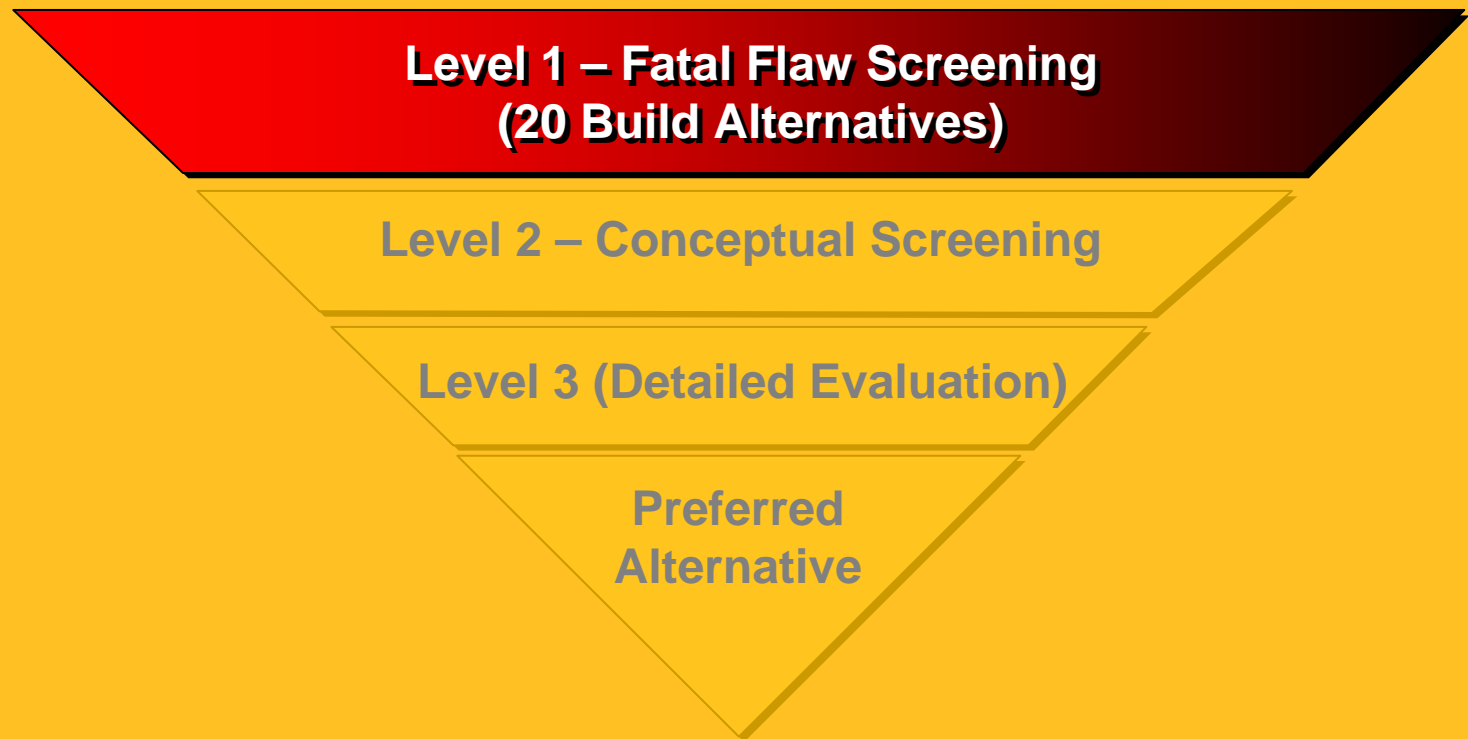 Level 1 – Fatal Flaw Screening
(20 Build Alternatives)
Level 2 – Conceptual Screening
Level 3 (Detailed Evaluation)
Preferred
Alternative